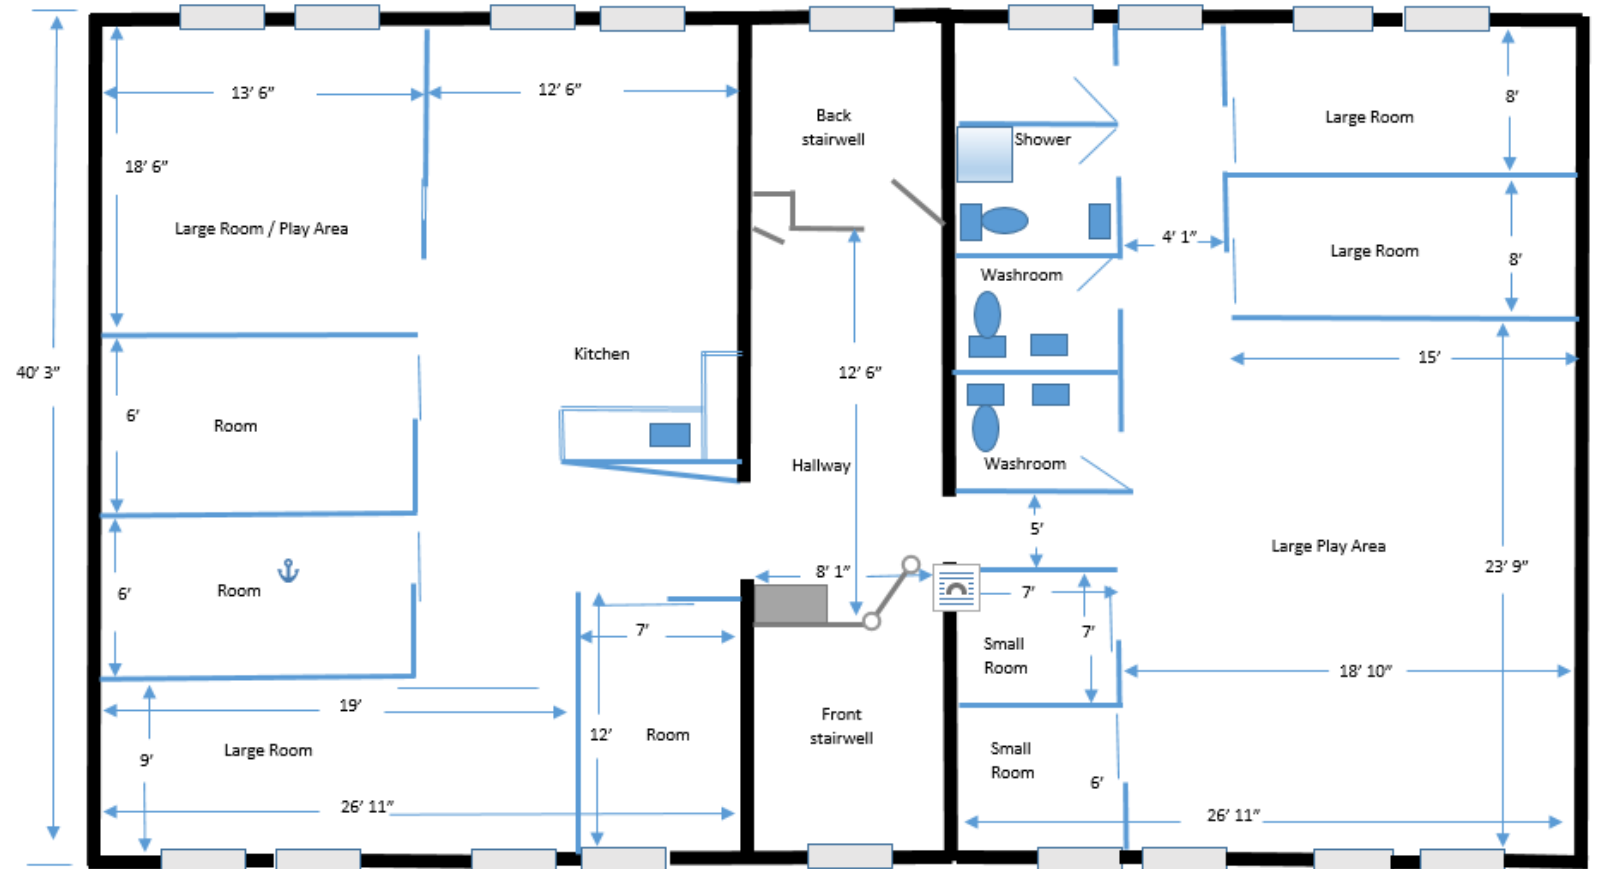 13′ 6″
12′ 6″
8′
Back
stairwell
Large Room
Shower
18′ 6″
Large Room / Play Area
4′ 1″
Large Room
8′
Washroom
Kitchen
15′
40′ 3″
12′ 6″
6′
Room
Hallway
Washroom
5′
Large Play Area
23′ 9″
6′
Room
8′ 1″
7′
7′
7′
Small
Room
18′ 10″
19′
Large Room
9′
12′
Room
Front
stairwell
Small
Room
6′
26′ 11″
26′ 11″